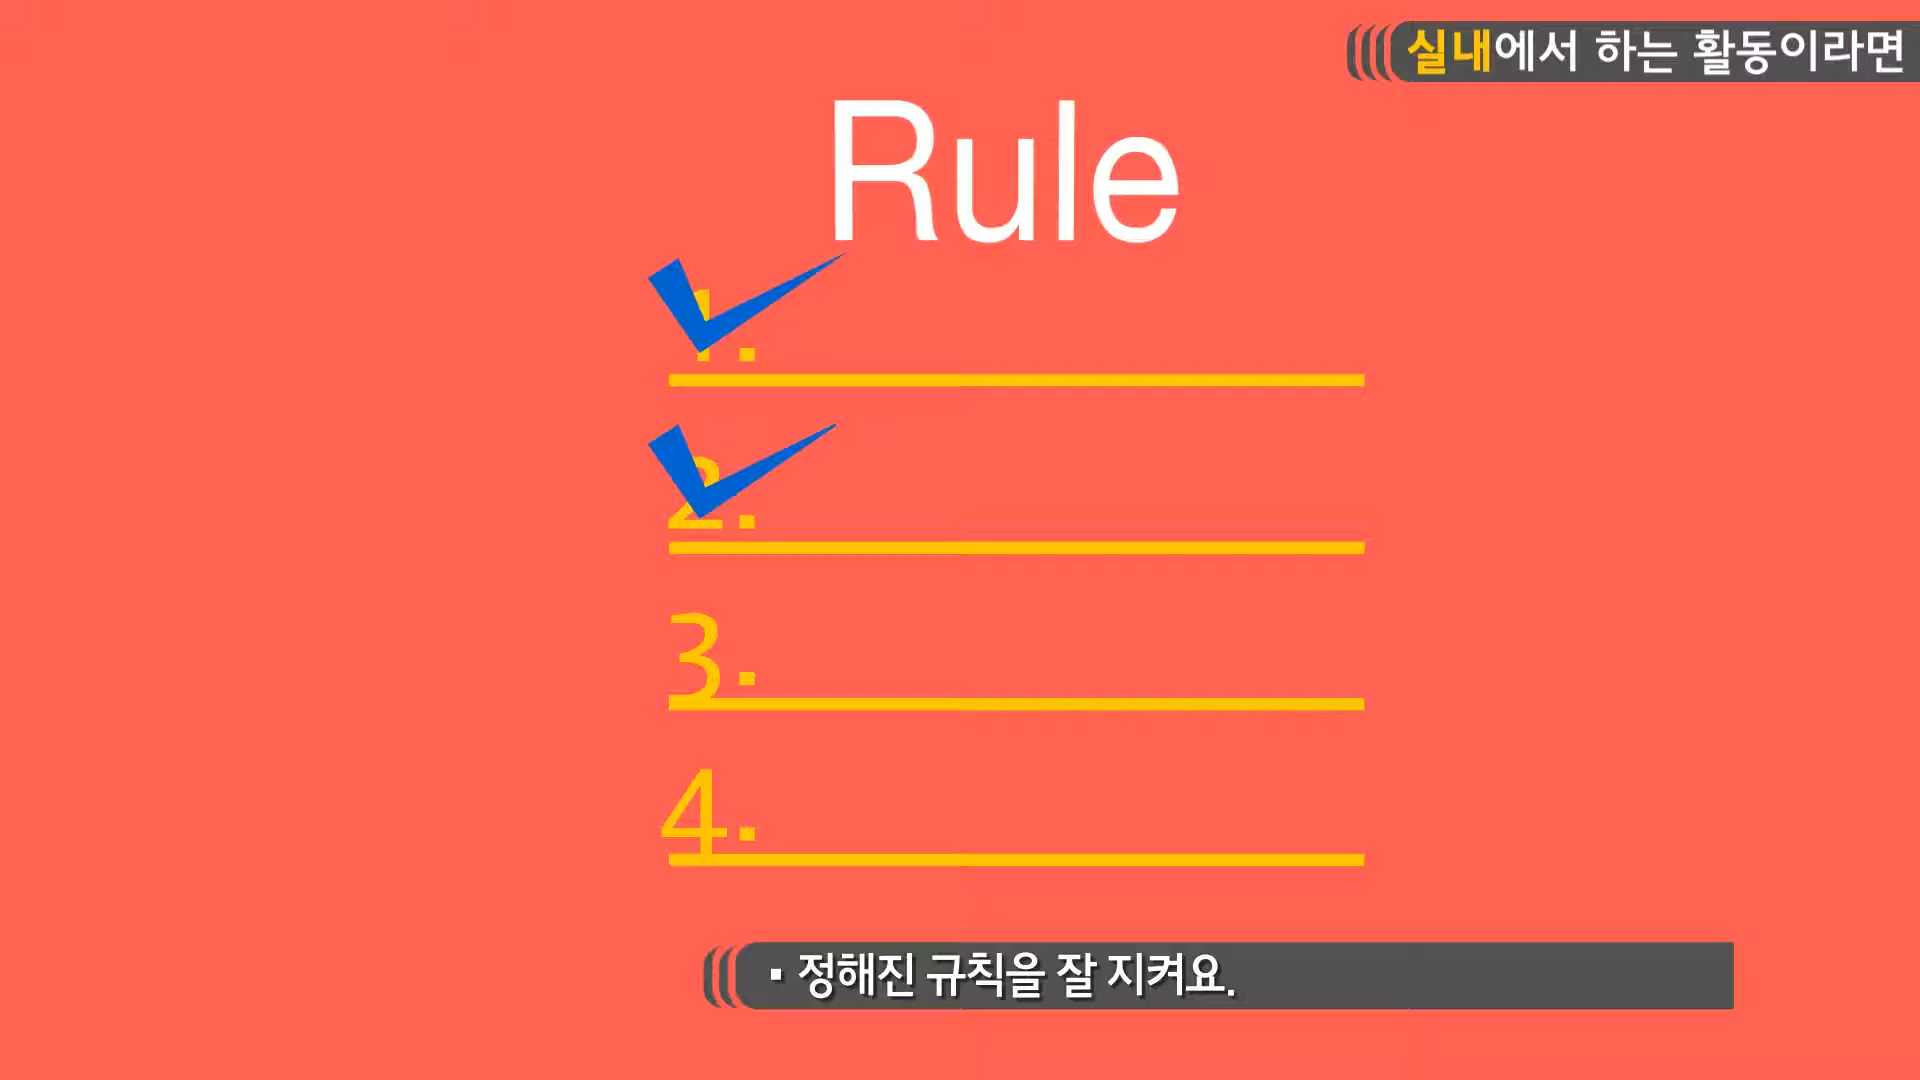 실내에서 하는 활동이라면
Rule
1.
2.
3.
4.
▪ 정해진 규칙을 잘 지켜요.